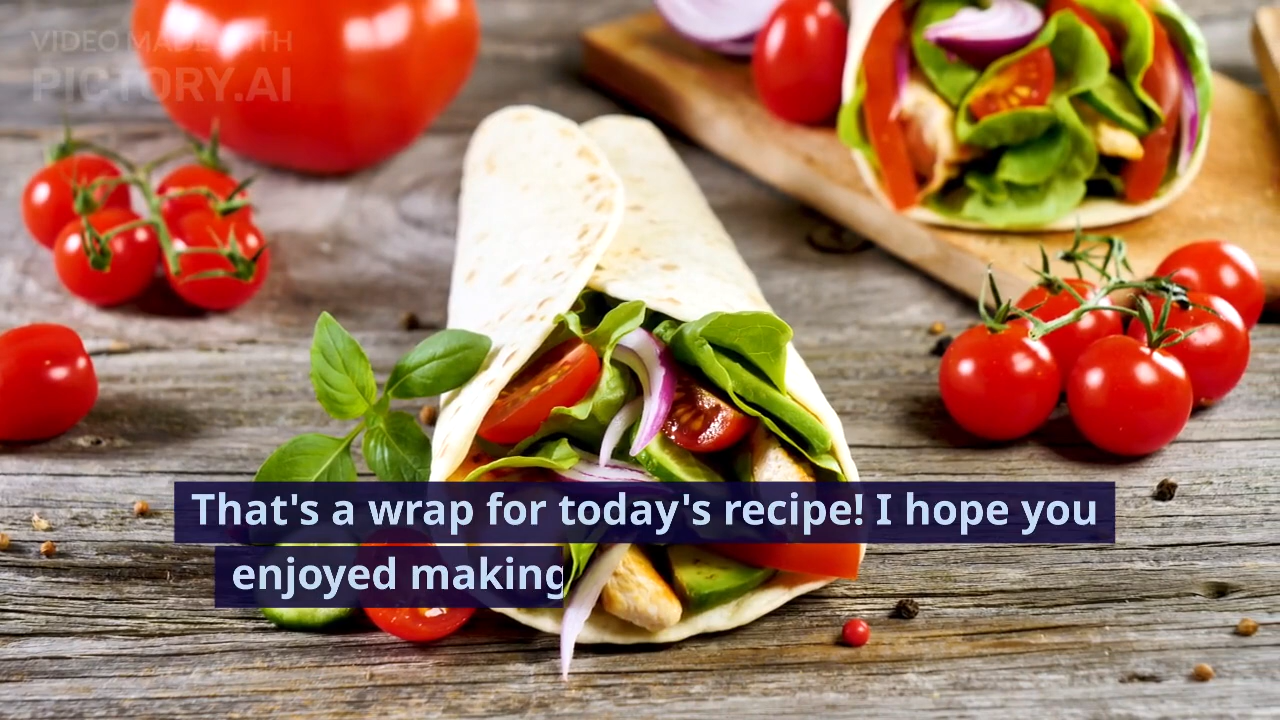 VIDEO MADE WITH
PICTORY.AI
That's a wrap for today's recipe! I hope you
enjoyed making